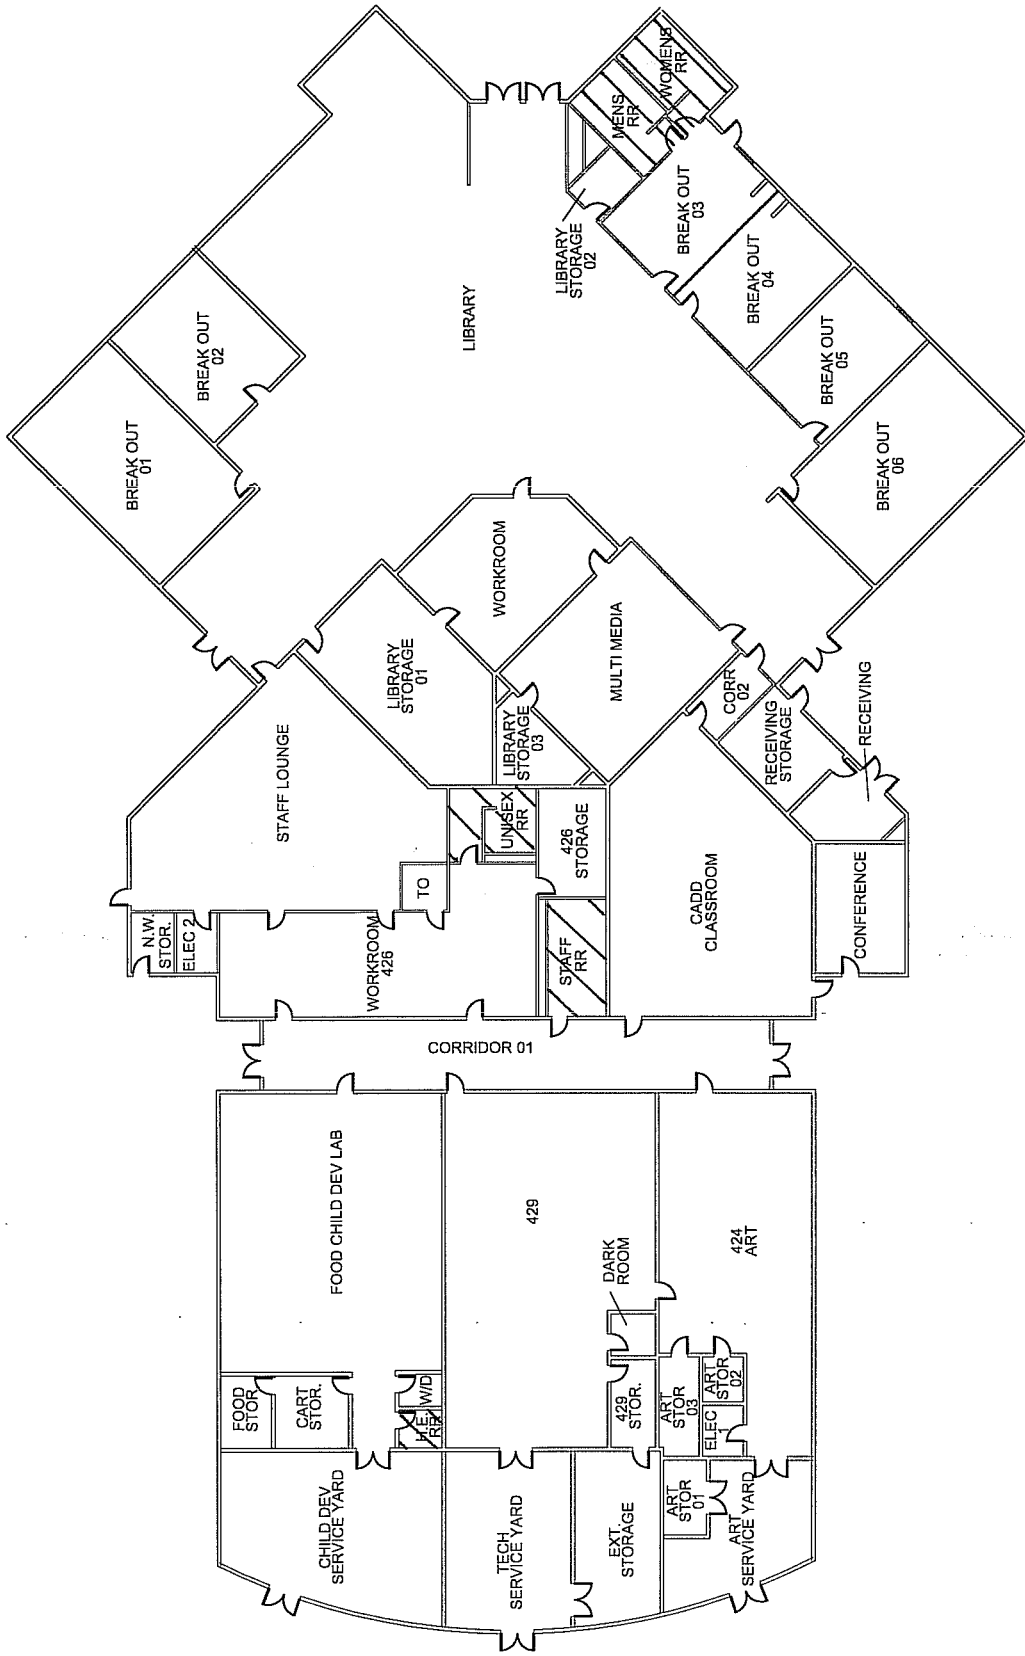 WOMENS
RR
MENS
RR
BREAK OUT
03
LIBRARY
STORAGE
02
BREAK OUT
04
LIBRARY
BREAK OUT
02
BREAK OUT
05
BREAK OUT
01
BREAK OUT
06
WORKROOM
MULTI MEDIA
LIBRARY
STORAGE
01
CORR
02
LIBRARY
STORAGE
03
RECEIVING
STORAGE
RECEIVING
STAFF LOUNGE
UNISEX
RR
426
STORAGE
TO
CADD
CLASSROOM
CONFERENCE
N.W.
STOR.
ELEC 2
WORKROOM
426
STAFF
RR
CORRIDOR 01
FOOD CHILD DEV LAB
429
424
ART
DARK
ROOM
FOOD
STOR
CART
STOR.
W/D
H.E.
RR
429
STOR.
ART
STOR
03
ART
STOR
02
ELEC
1
CHILD DEV
SERVICE YARD
TECH
SERVICE YARD
EXT.
STORAGE
ART
STOR
01
ART
SERVICE YARD